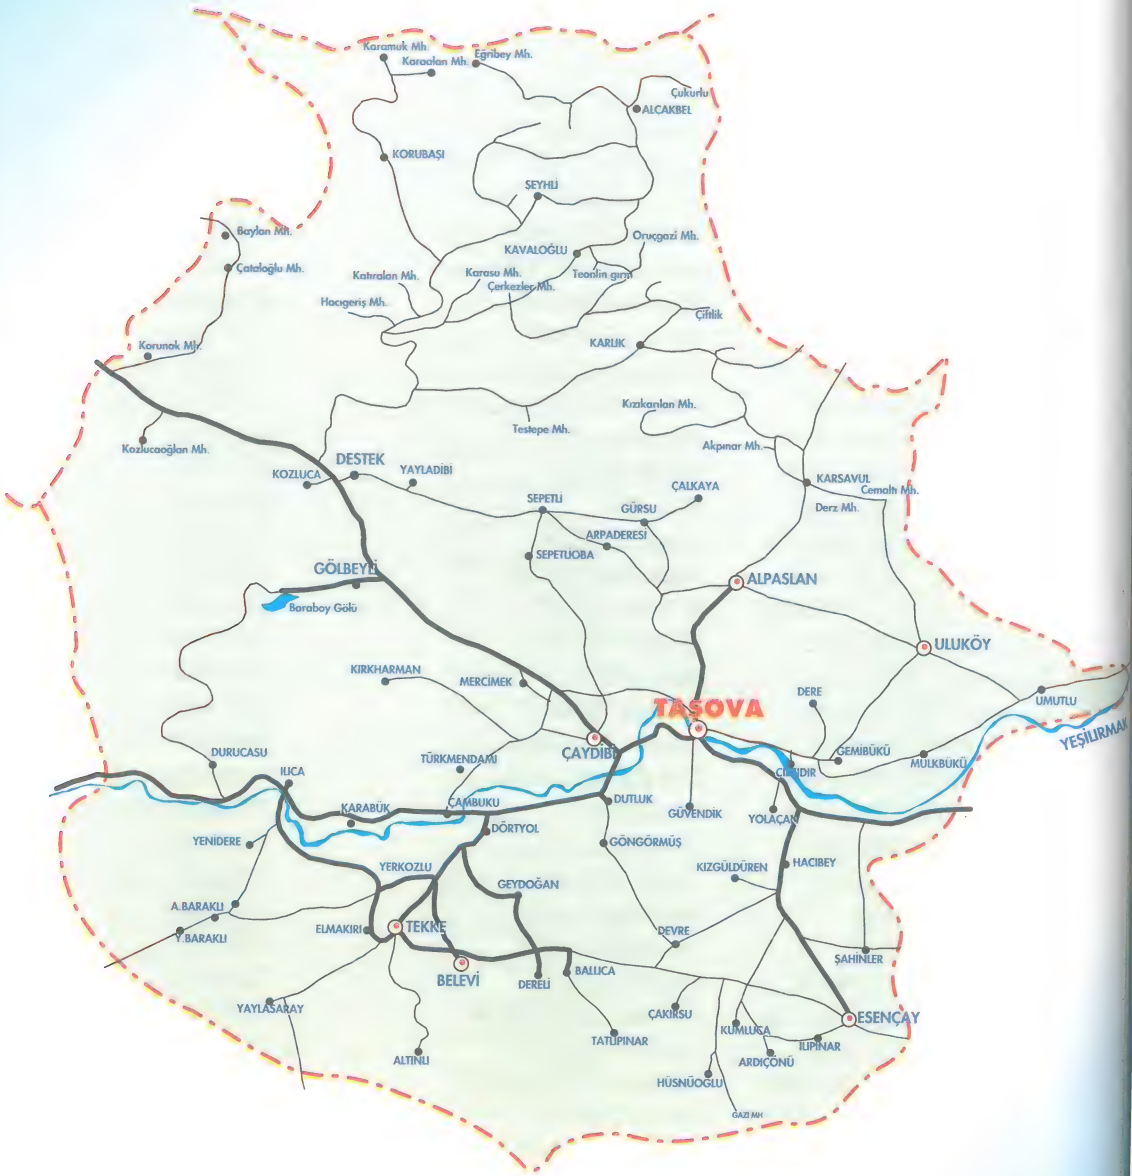 Karamuk Mh.
Karaalan Mh.
Eğribey Mh.
Çukurlu
ALÇAKBEL
KORUBAŞI
ŞEYHLİ
Baylan Mh.
Çataloğlu Mh.
Oruçgazi Mh.
KAVALOĞLU
Katıralan Mh.
Karasu Mh.
Çerkezler Mh.
Hacıgeriş Mh.
Çiftlik
Korunak Mh.
KARLIK
Kızıkarılan Mh.
Testepe Mh.
Akpınar Mh.
Kozlucaoğlan Mh.
DESTEK
KOZLUCA
YAYLADİBİ
KARSAVUL
Cemaltı Mh.
Derz Mh.
ÇALKAYA
SEPETLİ
GÜRSU
ARPADERESİ
SEPETLİOBA
GÖLBEYLİ
ALPASLAN
Baraboy Gölü
ULUKÖY
KIRKHARMAN
MERCİMEK
DERE
UMUTLU
TAŞOVA
YEŞİLIRMAK
ÇAYDİBİ
GEMİBÜKÜ
MÜLKBÜKÜ
DURUCASU
TÜRKMENDAMI
ILICA
KARABÜK
ÇAMBUKU
DUTLUK
GÜVENDİK
YOLAÇAN
DÖRTYOL
YENİDERE
GÖNGÖRMÜŞ
YERKOZLU
KIZGÜLDÜREN
HACIBEY
GEYDOĞAN
A.BARAKLI
Y.BARAKLI
ELMAKIRI
TEKKE
DEVRE
ŞAHİNLER
BELEVİ
DERELİ
BALLICA
YAYLASARAY
ÇAKIRSU
ESENÇAY
KUMLUCA
TATLIPINAR
ILIPINAR
ALTINLI
ARDIÇÖNÜ
HÜSNÜOĞLU
GAZI MH